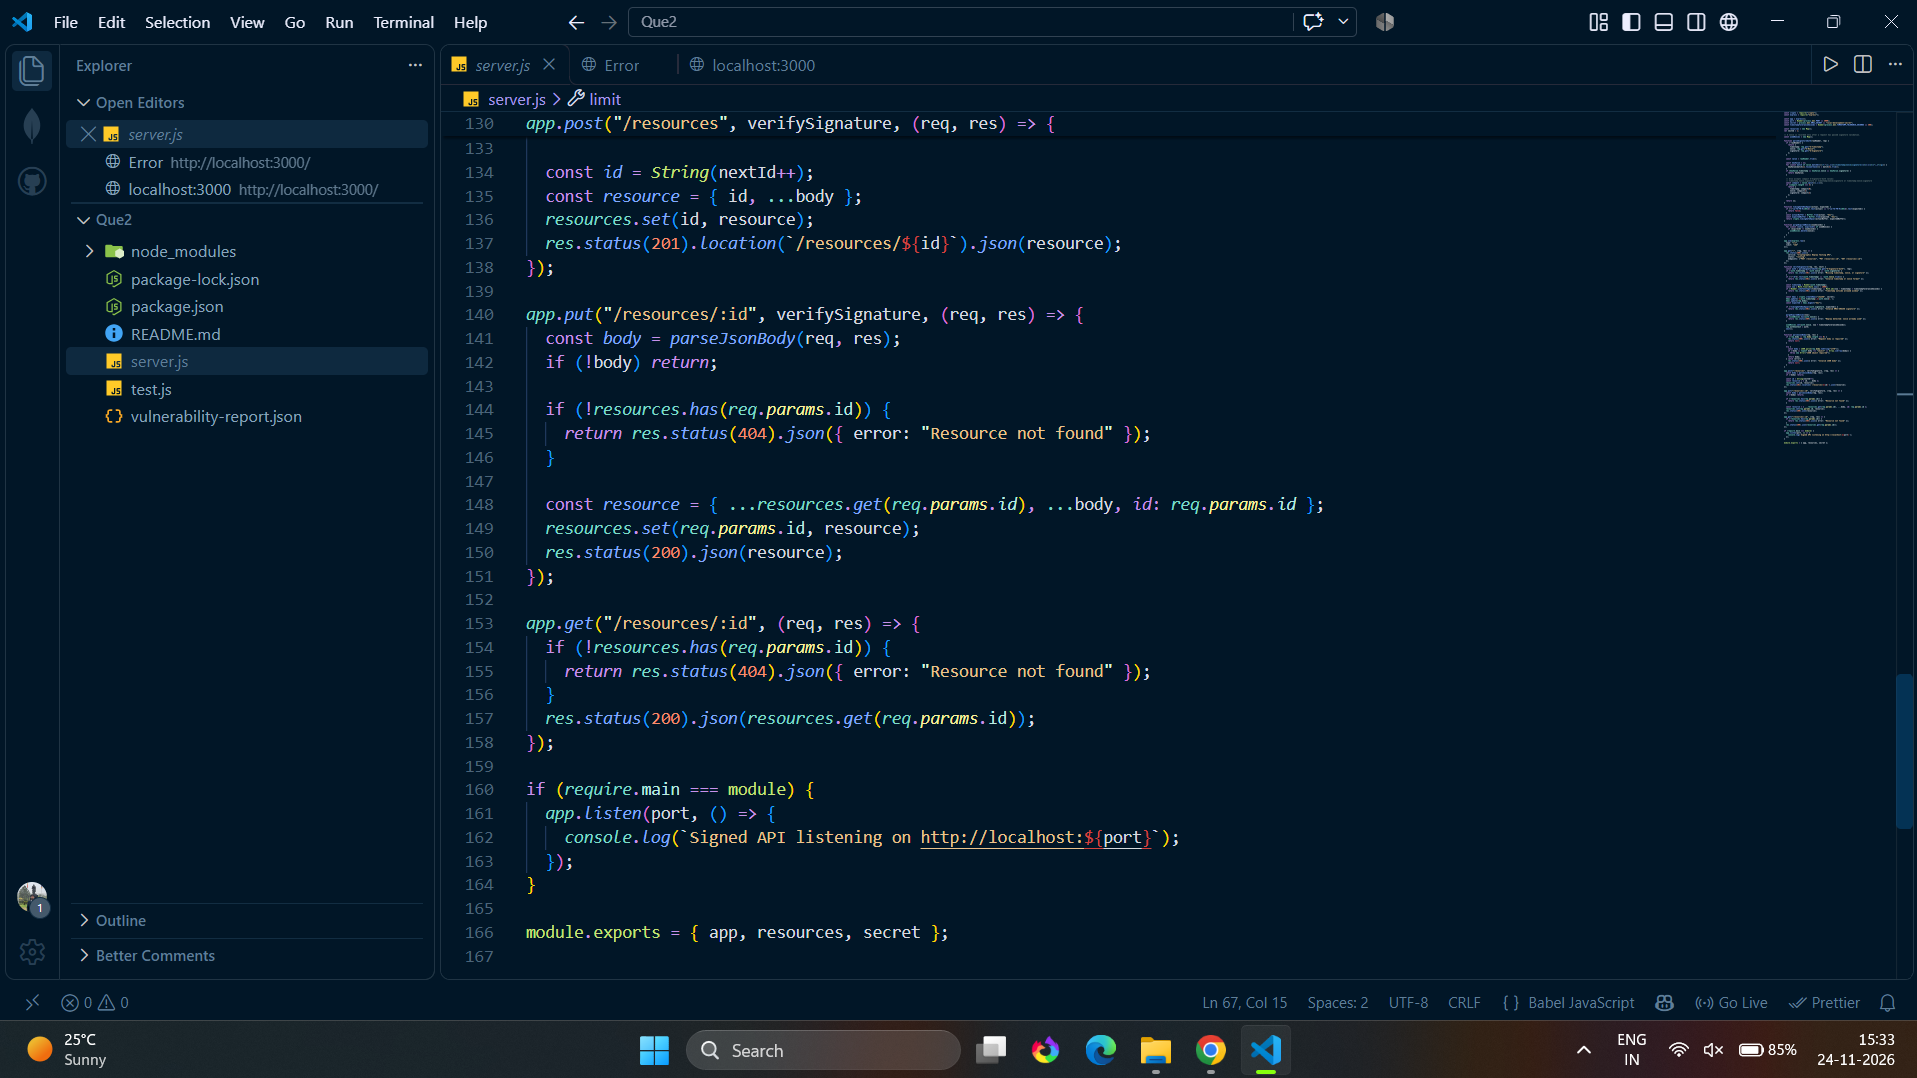 File Edit Selection View Go Run Terminal Help
Que2
Explorer
Open Editors
server.js
Error http://localhost:3000/
localhost:3000 http://localhost:3000/
Que2
node_modules
package-lock.json
package.json
README.md
server.js
test.js
vulnerability-report.json
Outline
Better Comments
server.js Error localhost:3000
server.js > limit
130 app.post("/resources", verifySignature, (req, res) => {
133
134 const id = String(nextId++);
135 const resource = { id, ...body };
136 resources.set(id, resource);
137 res.status(201).location(`/resources/${id}`).json(resource);
138 });
139
140 app.put("/resources/:id", verifySignature, (req, res) => {
141 const body = parseJsonBody(req, res);
142 if (!body) return;
143
144 if (!resources.has(req.params.id)) {
145 return res.status(404).json({ error: "Resource not found" });
146 }
147
148 const resource = { ...resources.get(req.params.id), ...body, id: req.params.id };
149 resources.set(req.params.id, resource);
150 res.status(200).json(resource);
151 });
152
153 app.get("/resources/:id", (req, res) => {
154 if (!resources.has(req.params.id)) {
155 return res.status(404).json({ error: "Resource not found" });
156 }
157 res.status(200).json(resources.get(req.params.id));
158 });
159
160 if (require.main === module) {
161 app.listen(port, () => {
162 console.log(`Signed API listening on http://localhost:${port}`);
163 });
164 }
165
166 module.exports = { app, resources, secret };
167
1
0 0
Ln 67, Col 15 Spaces: 2 UTF-8 CRLF { } Babel JavaScript Go Live Prettier
25°C
Sunny
Search
ENG
IN
85%
15:33
24-11-2026